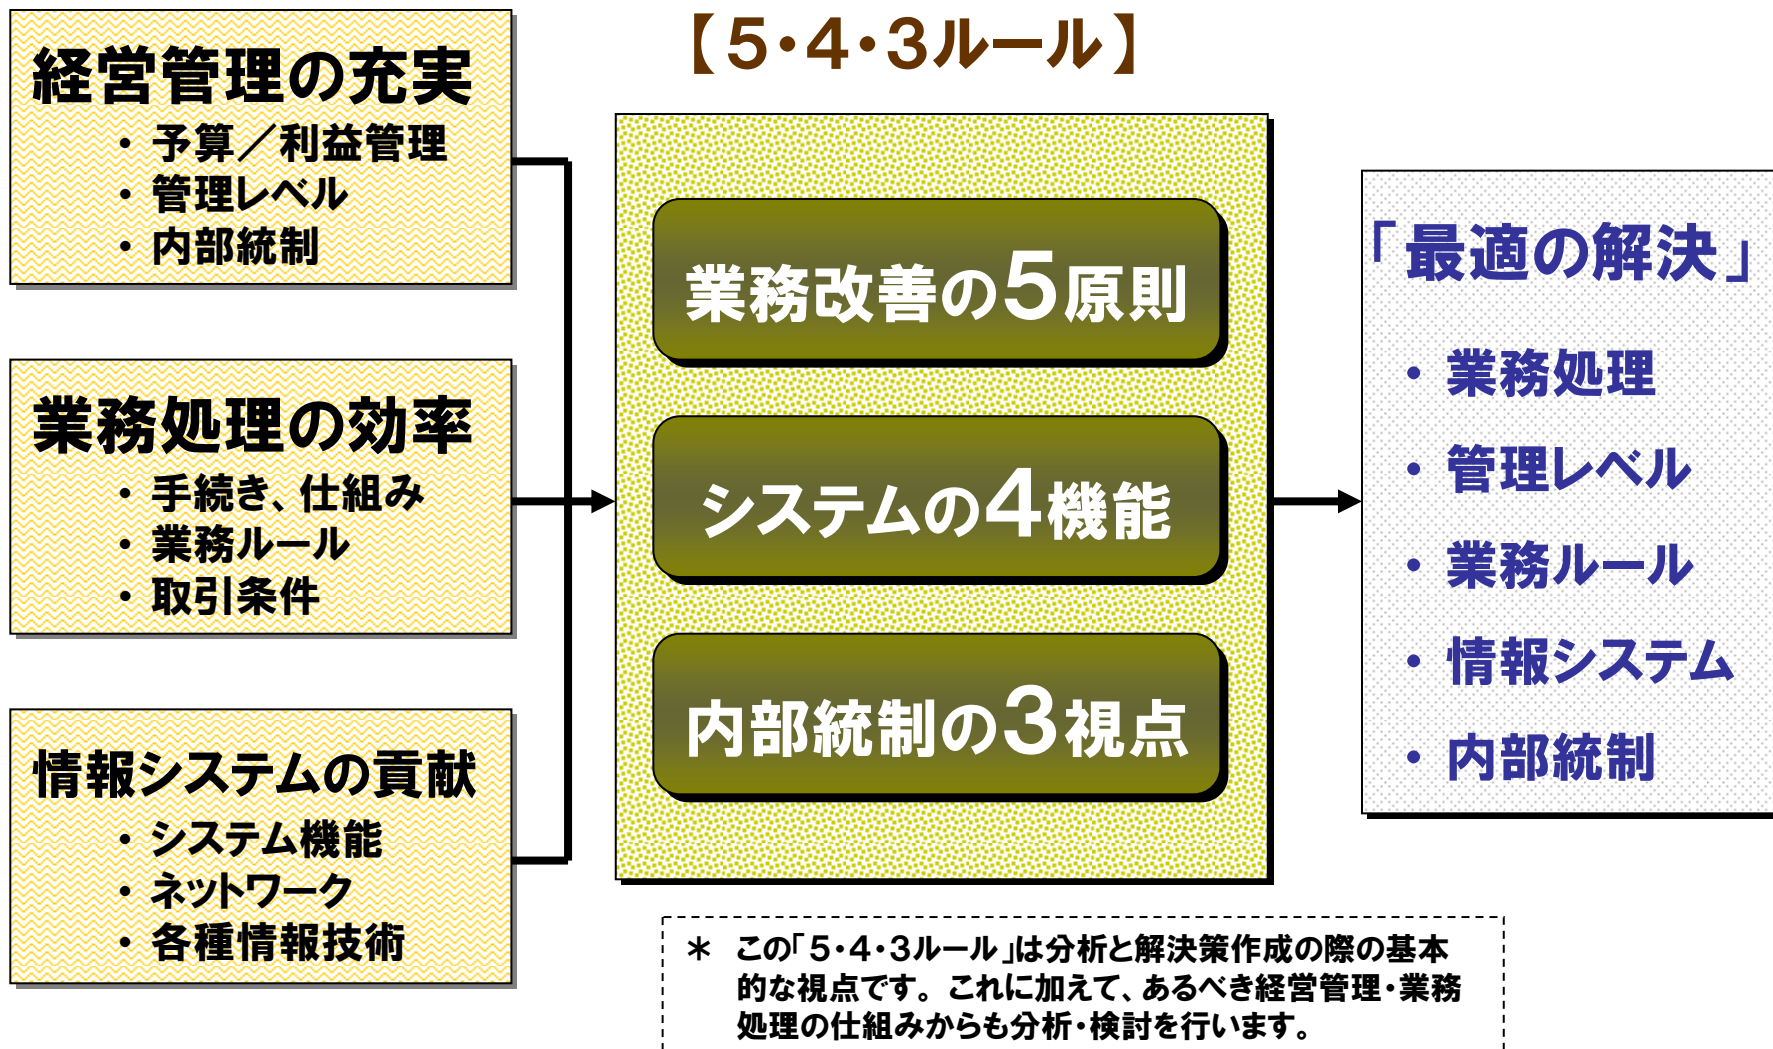 【5・4・3ルール】
経営管理の充実
・ 予算／利益管理
・ 管理レベル
・ 内部統制
業務処理の効率
・ 手続き、仕組み
・ 業務ルール
・ 取引条件
情報システムの貢献
・ システム機能
・ ネットワーク
・ 各種情報技術
業務改善の5原則
システムの4機能
内部統制の3視点
「最適の解決」
・ 業務処理
・ 管理レベル
・ 業務ルール
・ 情報システム
・ 内部統制
＊ この「5・4・3ルール」は分析と解決策作成の際の基本
的な視点です。これに加えて、あるべき経営管理・業務
処理の仕組みからも分析・検討を行います。